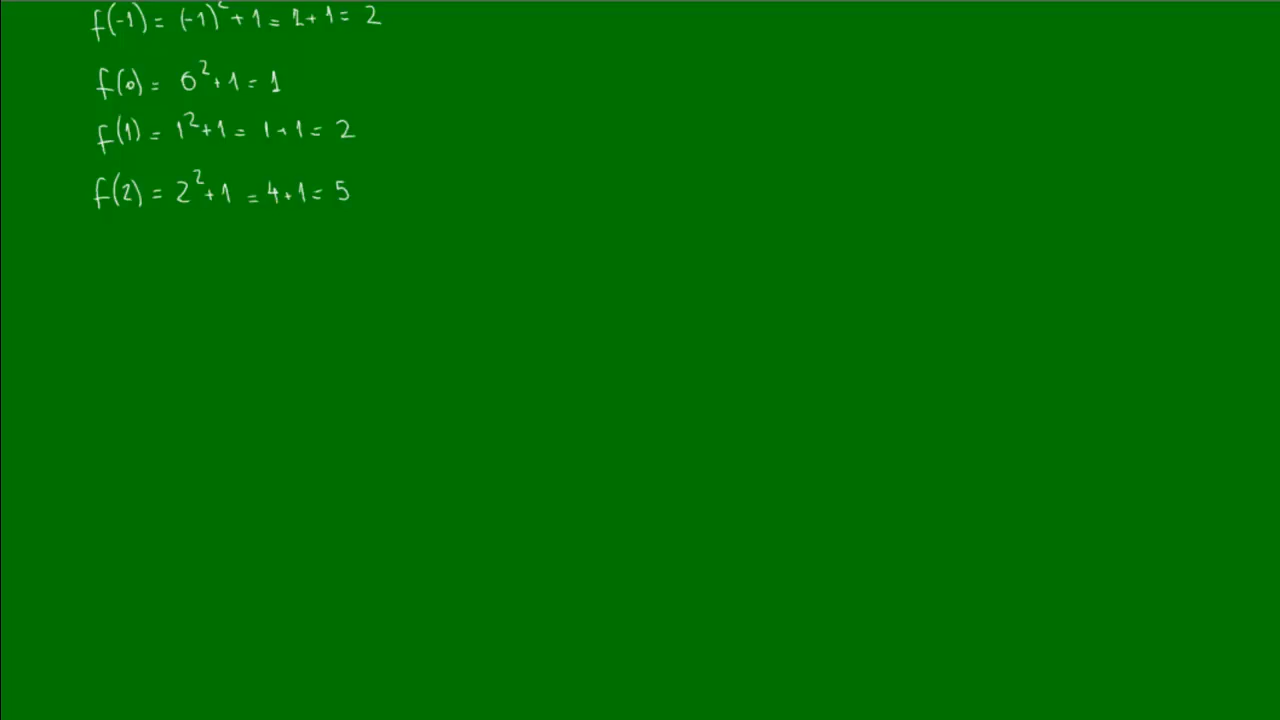 f(-1) = (-1)² + 1 = 1 + 1 = 2
f(0) = 0² + 1 = 1
f(1) = 1² + 1 = 1 + 1 = 2
f(2) = 2² + 1 = 4 + 1 = 5